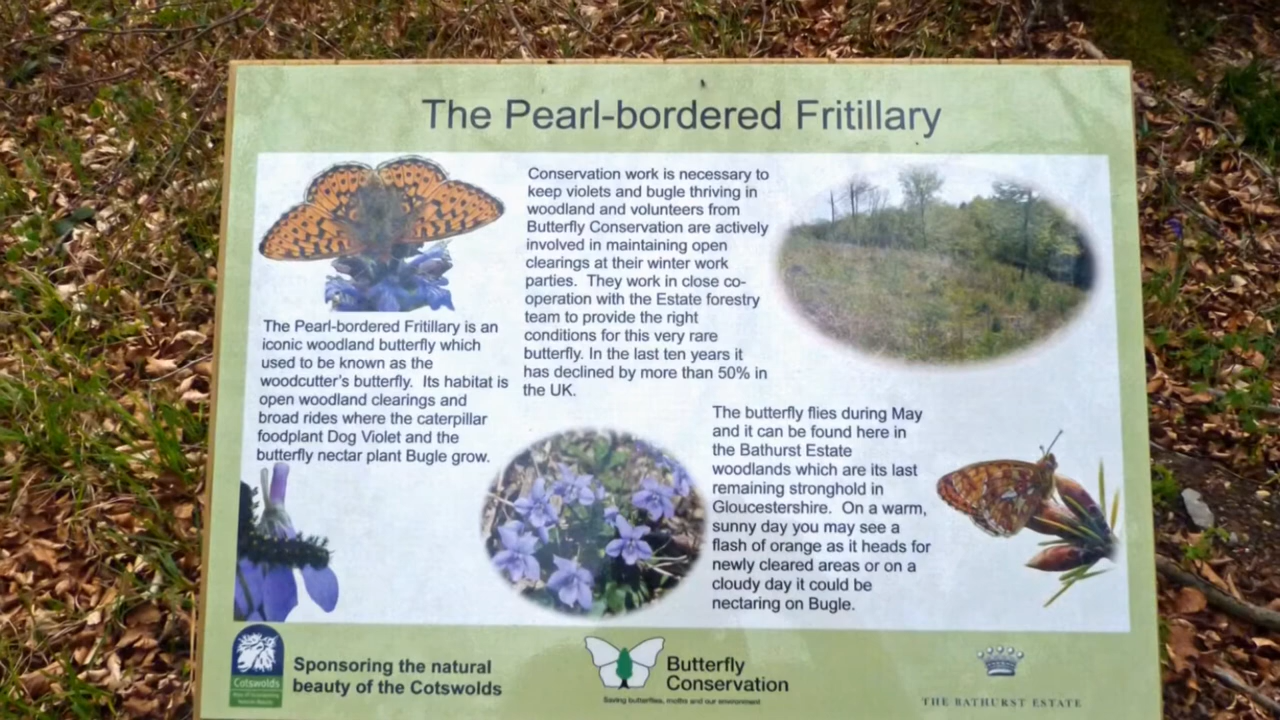 The Pearl-bordered Fritillary
The Pearl-bordered Fritillary is an
iconic woodland butterfly which
used to be known as the
woodcutter's butterfly. Its habitat is
open woodland clearings and
broad rides where the caterpillar
foodplant Dog Violet and the
butterfly nectar plant Bugle grow.
Conservation work is necessary to
keep violets and bugle thriving in
woodland and volunteers from
Butterfly Conservation are actively
involved in maintaining open
clearings at their winter work
parties. They work in close co-
operation with the Estate forestry
team to provide the right
conditions for this very rare
butterfly. In the last ten years it
has declined by more than 50% in
the UK.
The butterfly flies during May
and it can be found here in
the Bathurst Estate
woodlands which are its last
remaining stronghold in
Gloucestershire. On a warm,
sunny day you may see a
flash of orange as it heads for
newly cleared areas or on a
cloudy day it could be
nectaring on Bugle.
Cotswolds
Sponsoring the natural
beauty of the Cotswolds
Butterfly
Conservation
Saving butterflies, moths and our environment
THE BATHURST ESTATE